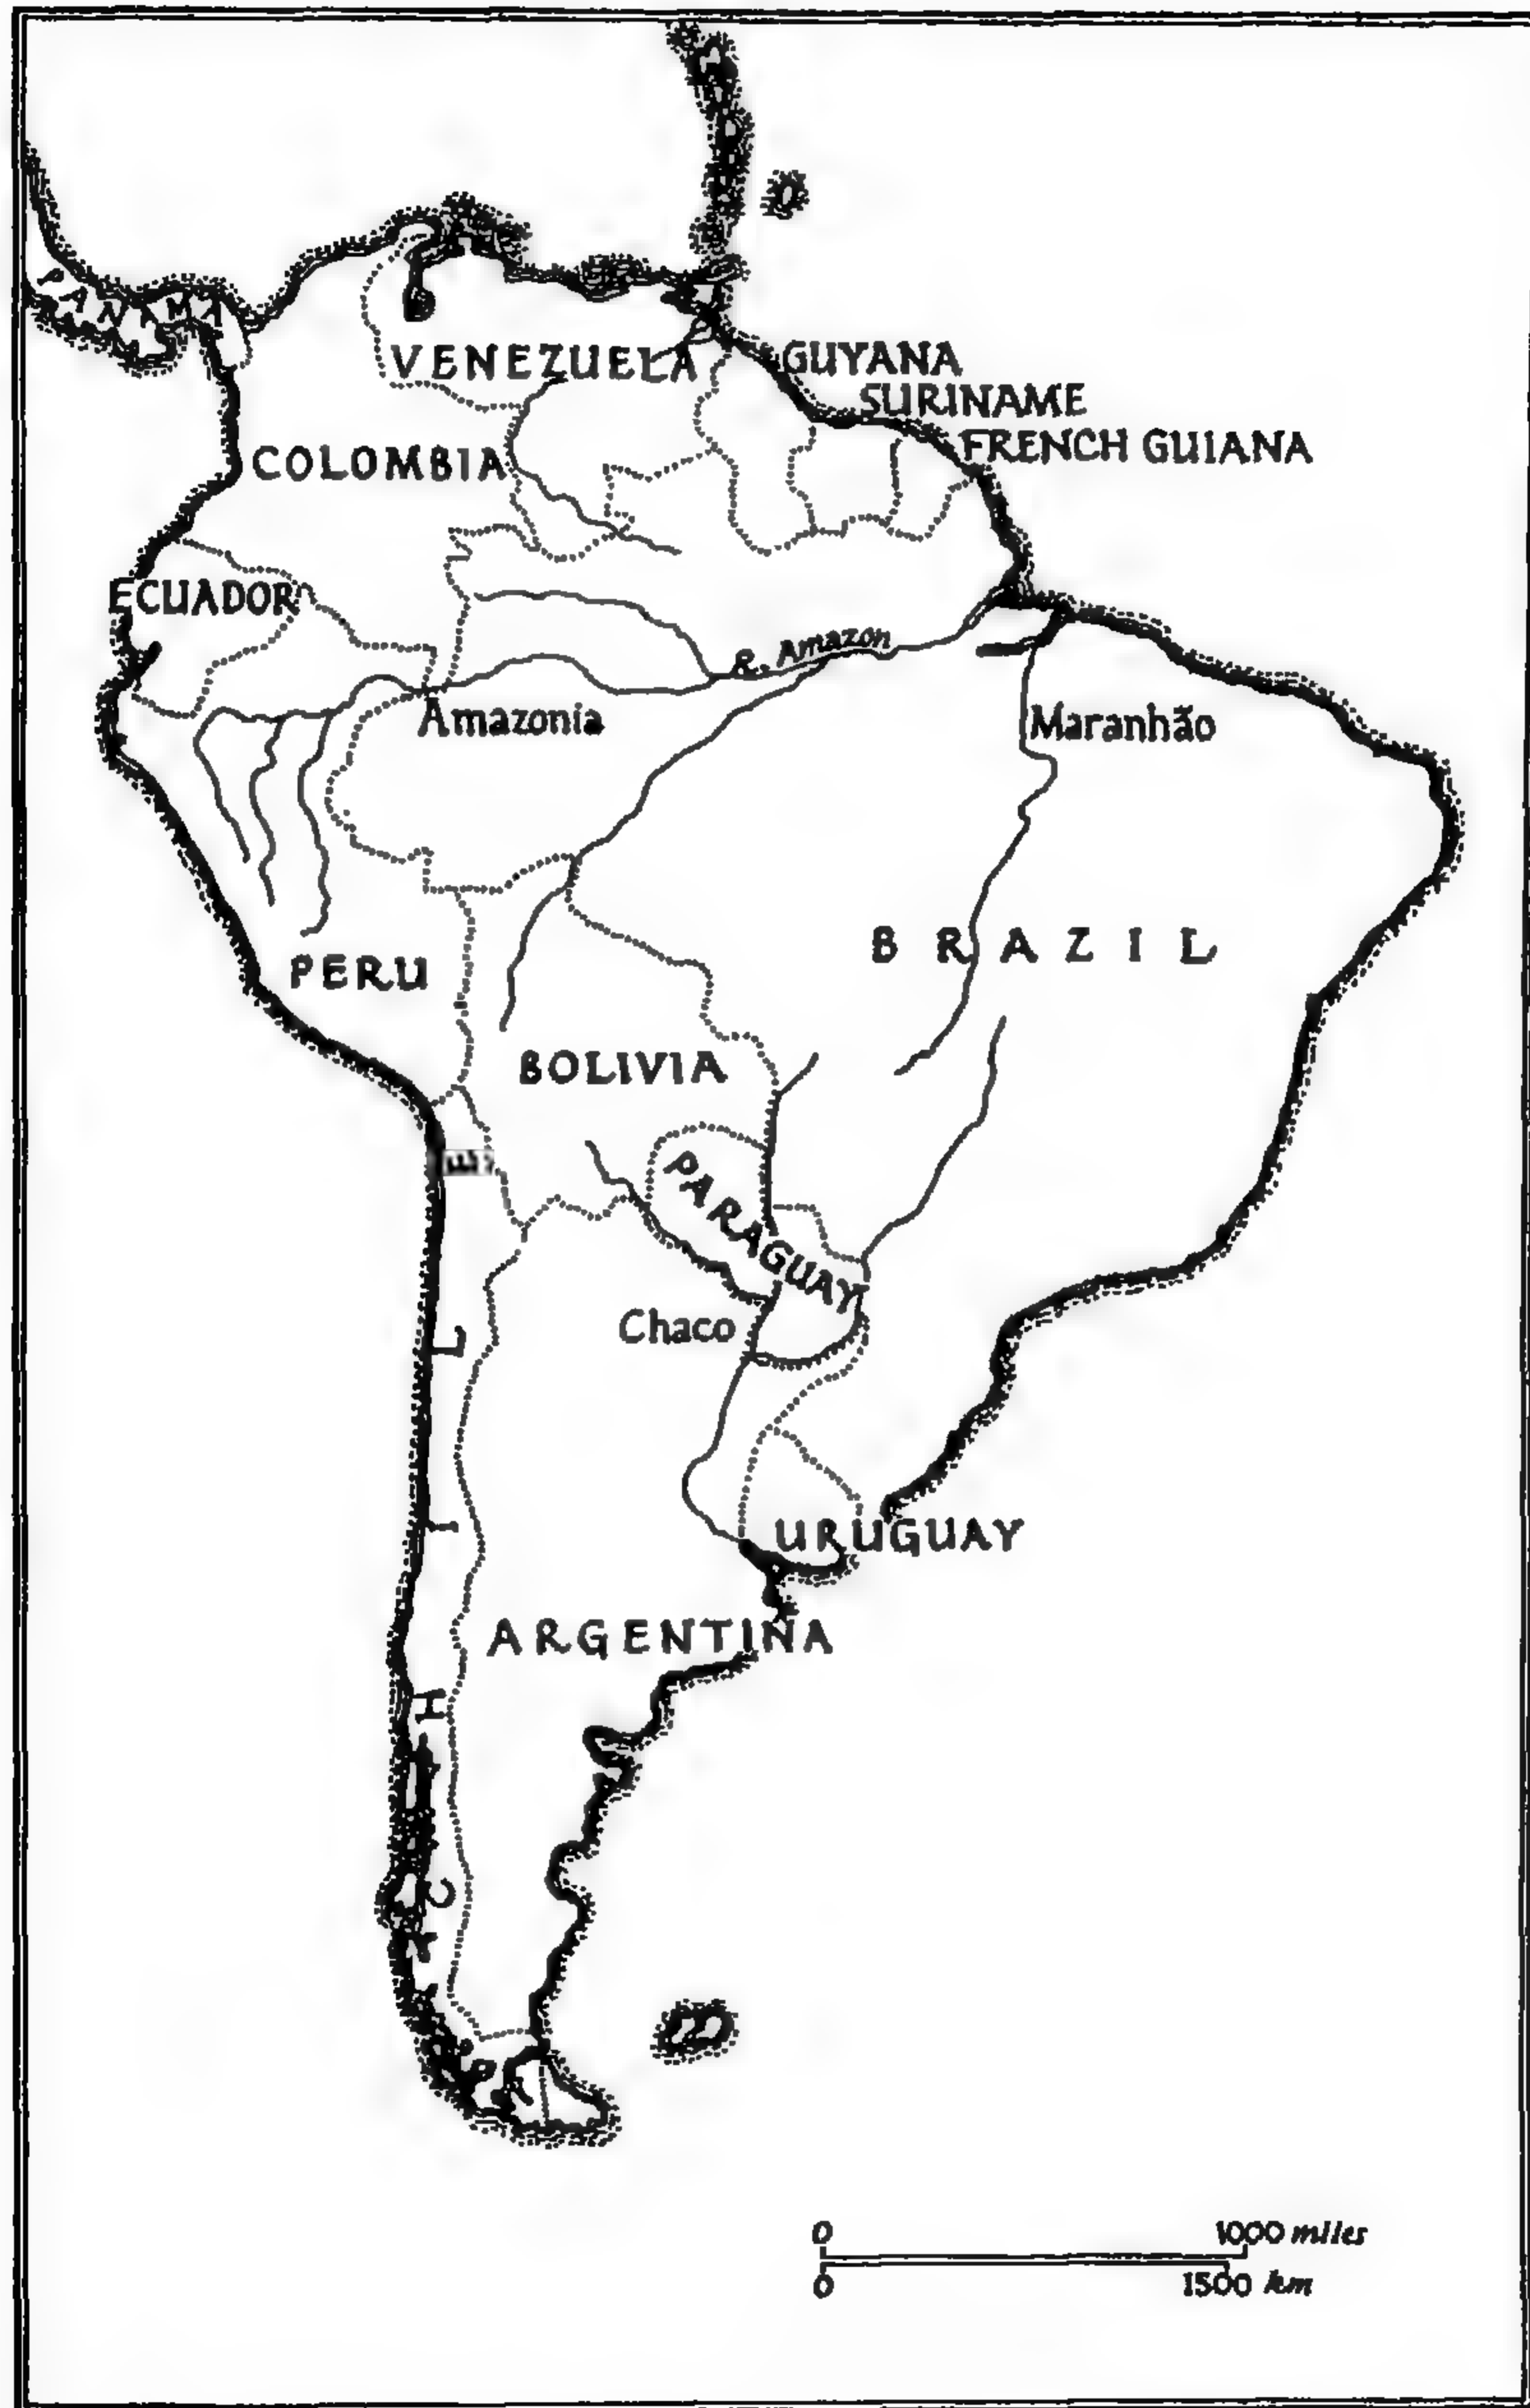 PANAMA
VENEZUELA
GUYANA
SURINAME
FRENCH GUIANA
COLOMBIA
ECUADOR
R. Amazon
Amazonia
Maranhão
BRAZIL
PERU
BOLIVIA
PARAGUAY
Chaco
CHILE
URUGUAY
ARGENTINA
0 1000 miles
0 1500 km